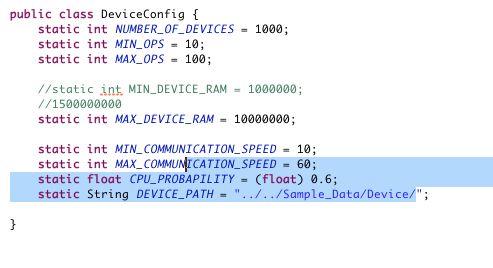 public class DeviceConfig {
static int NUMBER_OF_DEVICES = 1000;
static int MIN_OPS = 10;
static int MAX_OPS = 100;
//static intg MIN_DEVICE_RAM = 1000000;
//1500000000
static int MAX_DEVICE_RAM = 10000000;
static int MIN_COMMUNICATION_SPEED = 10;
static int MAX_COMMUNICATION_SPEED = 60;
static float CPU_PROBAPILITY = (float) 0.6;
static String DEVICE_PATH = "../../Sample_Data/Device/";
}